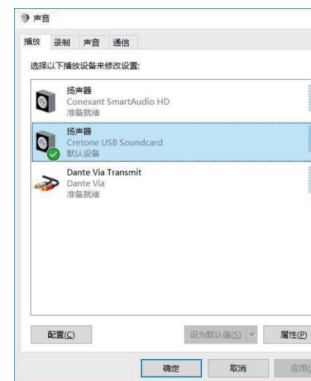 声音
播放 录制 声音 通信
选择以下播放设备来修改设置:
扬声器
Conexant SmartAudio HD
准备就绪
扬声器
Cretone USB Soundcard
默认设备
Dante Via Transmit
Dante Via
准备就绪
配置(C) 设为默认值(S) 属性(P)
确定 取消 应用(